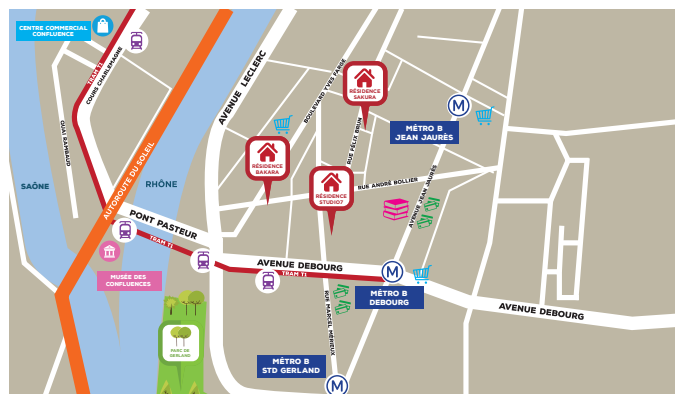 CENTRE COMMERCIAL
CONFLUENCE
TRAM T1
COURS CHARLEMAGNE
QUAI RAMBAUD
SAÔNE
AUTOROUTE DU SOLEIL
RHÔNE
AVENUE LECLERC
BOULEVARD YVES FARGE
RÉSIDENCE
SAKURA
M
MÉTRO B
JEAN JAURÈS
RUE FÉLIX BRUN
RÉSIDENCE
BAKARA
RÉSIDENCE
STUDIO7
RUE ANDRÉ BOLLIER
AVENUE JEAN JAURÈS
PONT PASTEUR
TRAM T1
MUSÉE DES
CONFLUENCES
AVENUE DEBOURG
TRAM T1
M
MÉTRO B
DEBOURG
AVENUE DEBOURG
RUE MARCEL MÉRIEUX
PARC DE
GERLAND
MÉTRO B
STD GERLAND
M